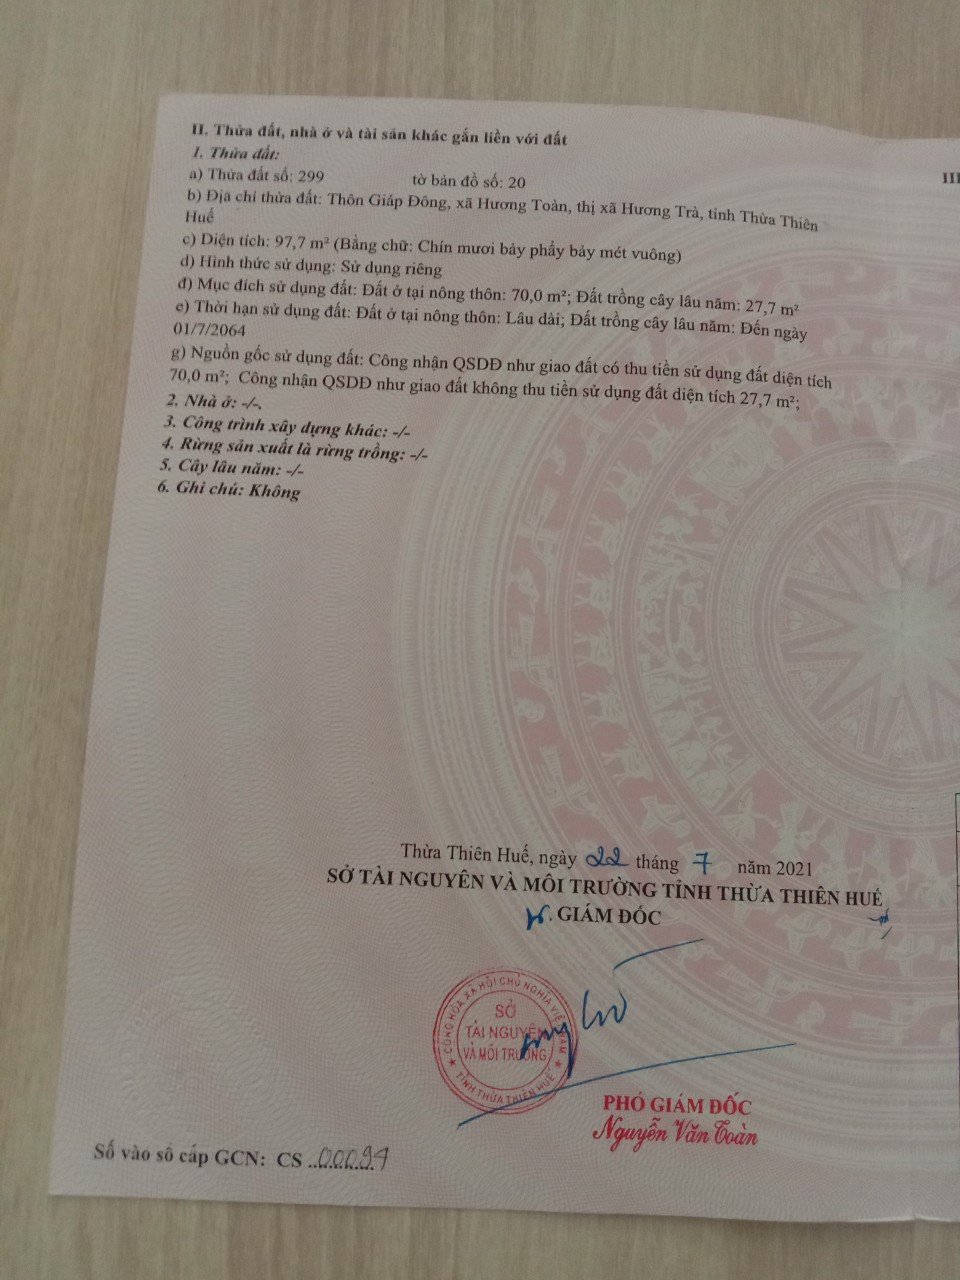 II. Thửa đất, nhà ở và tài sản khác gắn liền với đất
1. Thửa đất:
a) Thửa đất số: 299 tờ bản đồ số: 20
b) Địa chỉ thửa đất: Thôn Giáp Đông, xã Hương Toàn, thị xã Hương Trà, tỉnh Thừa Thiên
Huế
c) Diện tích: 97,7 m² (Bằng chữ: Chín mươi bảy phẩy bảy mét vuông)
d) Hình thức sử dụng: Sử dụng riêng
đ) Mục đích sử dụng đất: Đất ở tại nông thôn: 70,0 m²; Đất trồng cây lâu năm: 27,7 m²
e) Thời hạn sử dụng đất: Đất ở tại nông thôn: Lâu dài; Đất trồng cây lâu năm: Đến ngày
01/7/2064
g) Nguồn gốc sử dụng đất: Công nhận QSDĐ như giao đất có thu tiền sử dụng đất diện tích
70,0 m²; Công nhận QSDĐ như giao đất không thu tiền sử dụng đất diện tích 27,7 m²;
2. Nhà ở: -/-.
3. Công trình xây dựng khác: -/-
4. Rừng sản xuất là rừng trồng: -/-
5. Cây lâu năm: -/-
6. Ghi chú: Không
III
Thừa Thiên Huế, ngày 22 tháng 7 năm 2021
SỞ TÀI NGUYÊN VÀ MÔI TRƯỜNG TỈNH THỪA THIÊN HUẾ
GIÁM ĐỐC
CỘNG HÒA XÃ HỘI CHỦ NGHĨA VIỆT NAM
SỞ
TÀI NGUYÊN
VÀ MÔI TRƯỜNG
TỈNH THỪA THIÊN HUẾ
PHÓ GIÁM ĐỐC
Nguyễn Văn Toàn
Số vào sổ cấp GCN: CS 00094